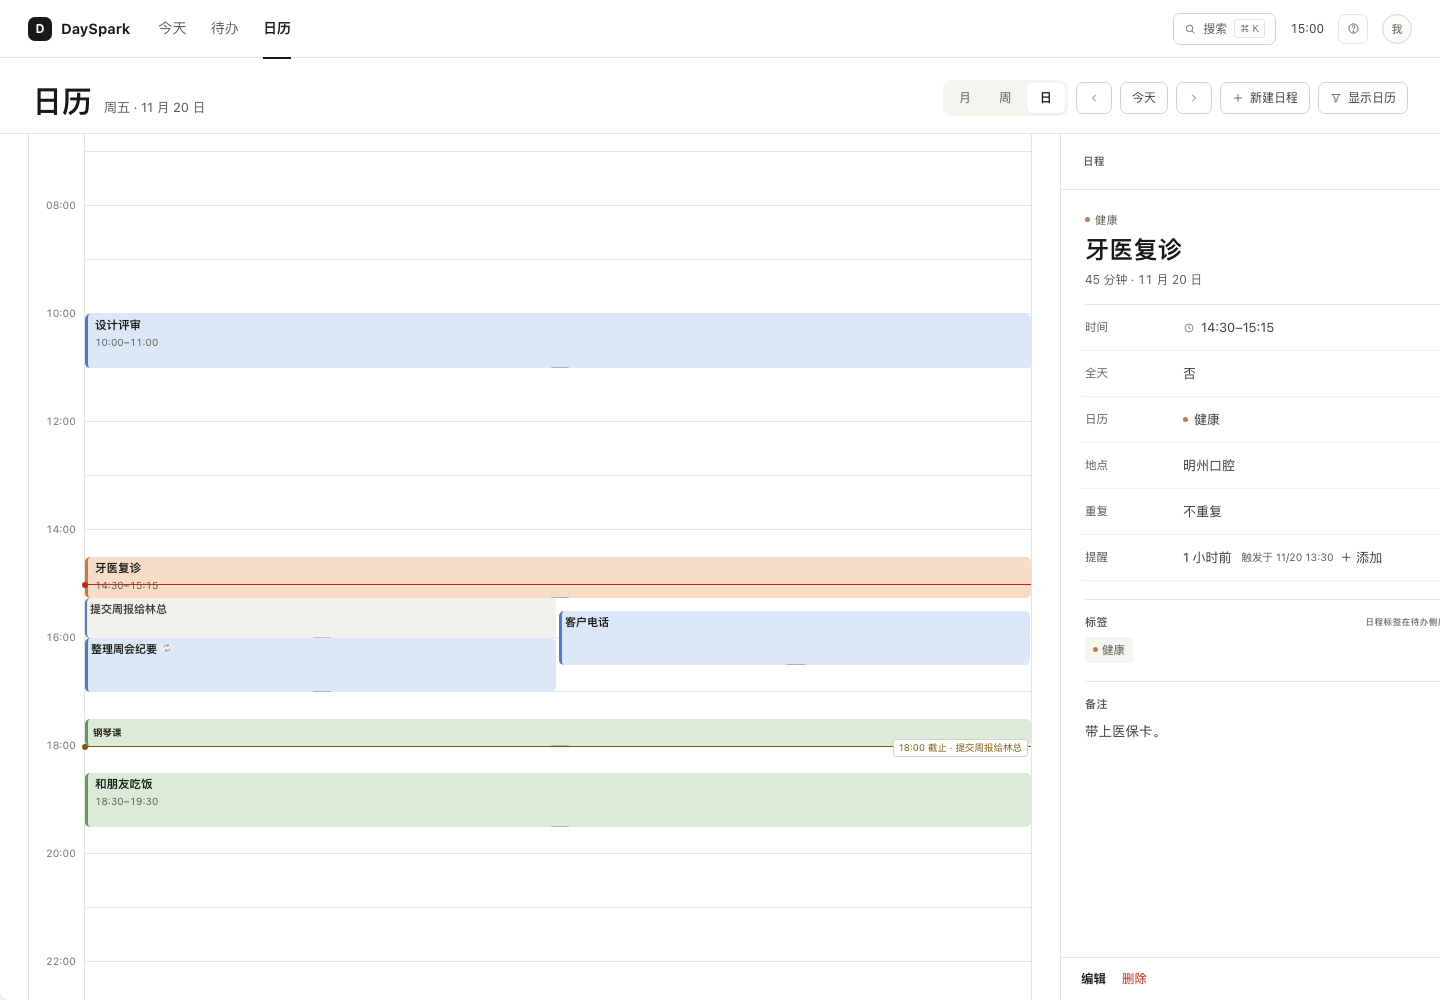 D DaySpark 今天 待办 日历 搜索 ⌘ K 15:00 我
日历 周五 · 11 月 20 日 月 周 日 今天 新建日程 显示日历
08:00
10:00
设计评审
10:00–11:00
12:00
14:00
牙医复诊
14:30–15:15
提交周报给林总
客户电话
16:00
整理周会纪要
钢琴课
18:00
18:00 截止 · 提交周报给林总
和朋友吃饭
18:30–19:30
20:00
22:00
日程
健康
牙医复诊
45 分钟 · 11 月 20 日
时间 14:30–15:15
全天 否
日历 健康
地点 明州口腔
重复 不重复
提醒 1 小时前 触发于 11/20 13:30 + 添加
标签 日程标签在待办侧
健康
备注
带上医保卡。
编辑 删除